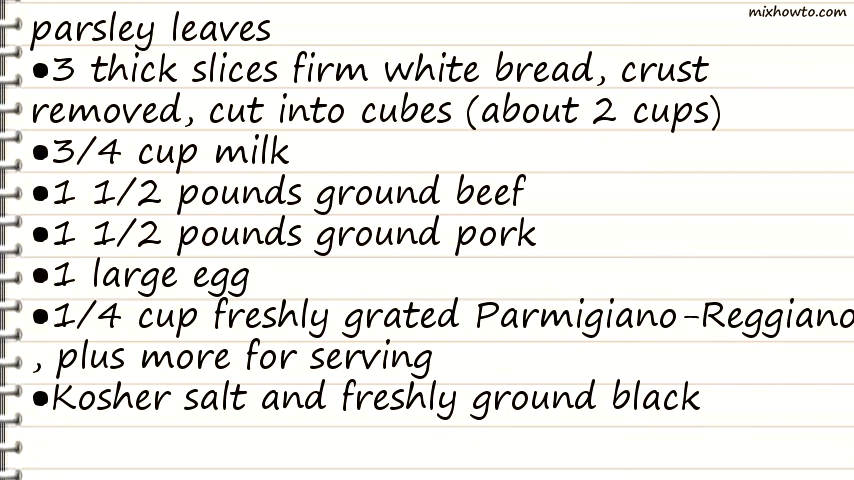 mixhowto.com
parsley leaves
•3 thick slices firm white bread, crust
removed, cut into cubes (about 2 cups)
•3/4 cup milk
•1 1/2 pounds ground beef
•1 1/2 pounds ground pork
•1 large egg
•1/4 cup freshly grated Parmigiano-Reggiano
, plus more for serving
•Kosher salt and freshly ground black